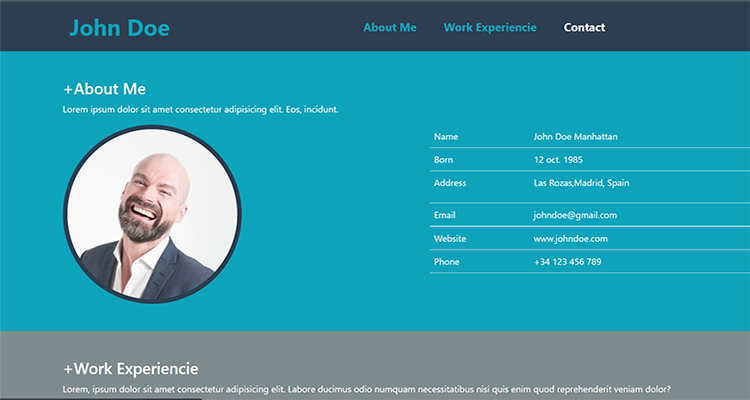 John Doe
About Me Work Experiencie Contact
+About Me
Lorem ipsum dolor sit amet consectetur adipisicing elit. Eos, incidunt.
Name John Doe Manhattan
Born 12 oct. 1985
Address Las Rozas,Madrid, Spain
Email johndoe@gmail.com
Website www.johndoe.com
Phone +34 123 456 789
+Work Experiencie
Lorem, ipsum dolor sit amet consectetur adipisicing elit. Labore ducimus odio numquam necessitatibus nisi quis enim quod reprehenderit veniam dolor?